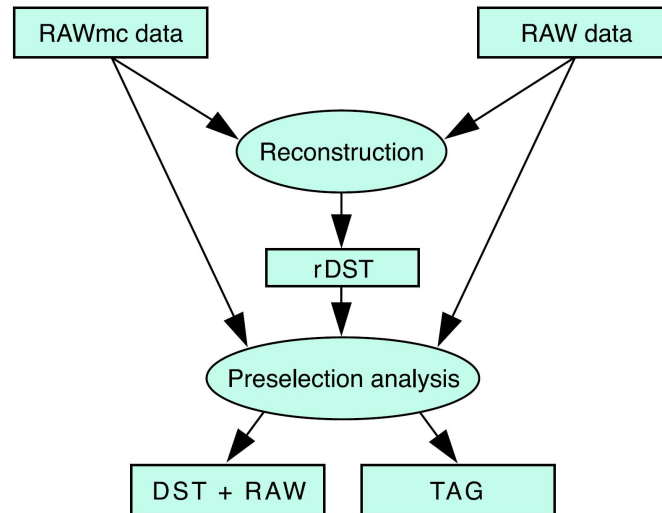 RAWmc data
RAW data
Reconstruction
rDST
Preselection analysis
DST + RAW
TAG